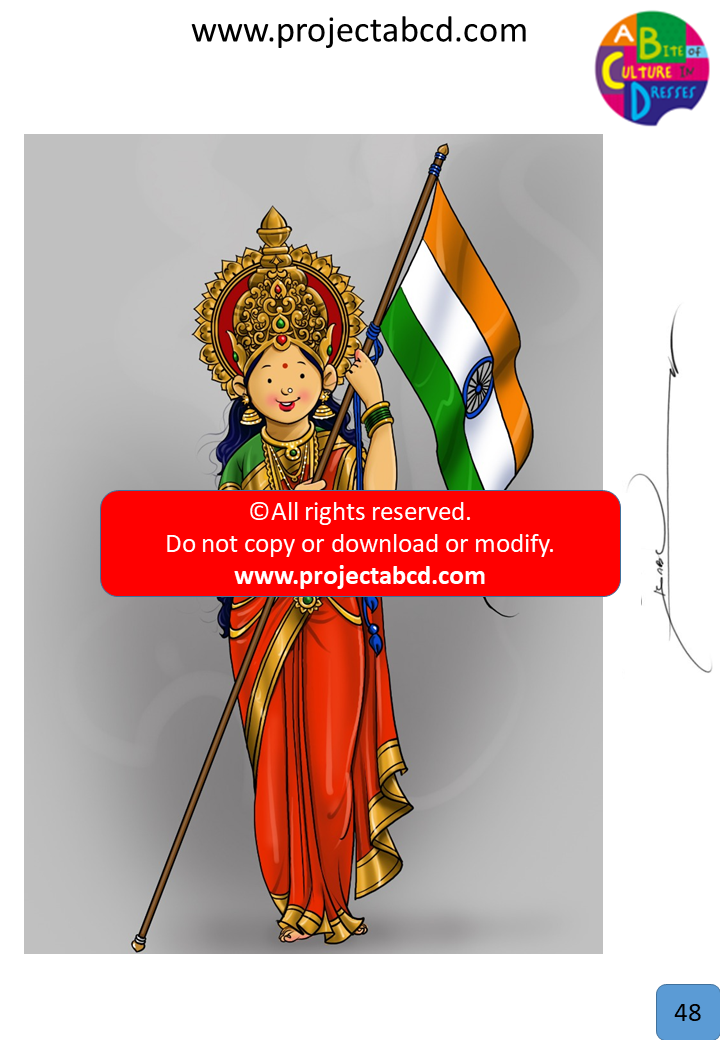 www.projectabcd.com
A BITE OF
CULTURE IN
DRESSES
©All rights reserved.
Do not copy or download or modify.
www.projectabcd.com
48